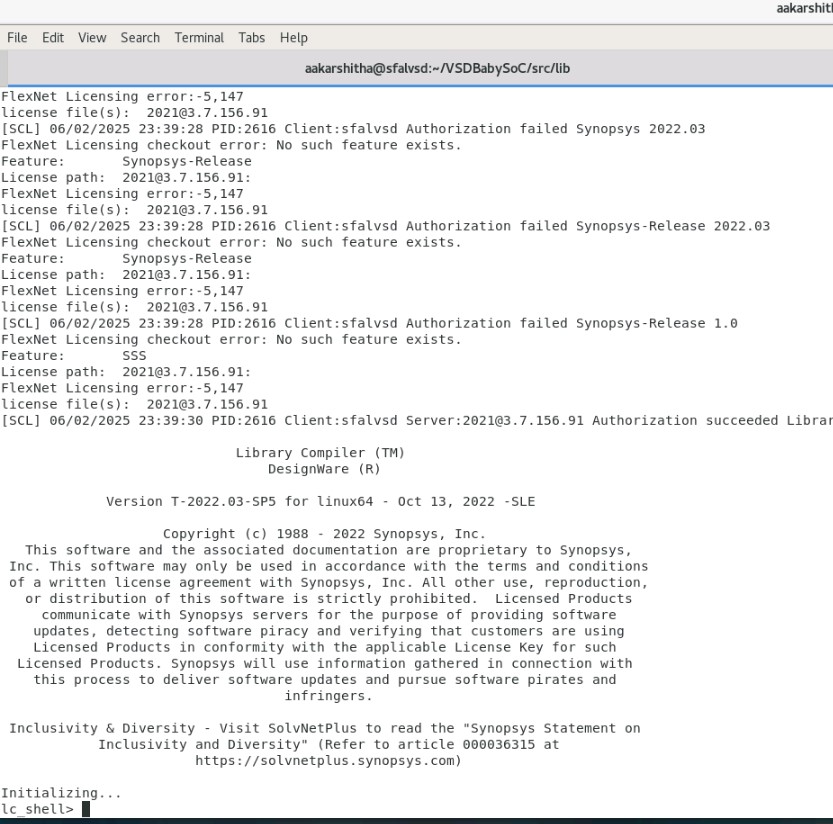 aakarshith
File Edit View Search Terminal Tabs Help
aakarshitha@sfalvsd:~/VSDBabySoC/src/lib
FlexNet Licensing error:-5,147
license file(s): 2021@3.7.156.91
[SCL] 06/02/2025 23:39:28 PID:2616 Client:sfalvsd Authorization failed Synopsys 2022.03
FlexNet Licensing checkout error: No such feature exists.
Feature: Synopsys-Release
License path: 2021@3.7.156.91:
FlexNet Licensing error:-5,147
license file(s): 2021@3.7.156.91
[SCL] 06/02/2025 23:39:28 PID:2616 Client:sfalvsd Authorization failed Synopsys-Release 2022.03
FlexNet Licensing checkout error: No such feature exists.
Feature: Synopsys-Release
License path: 2021@3.7.156.91:
FlexNet Licensing error:-5,147
license file(s): 2021@3.7.156.91
[SCL] 06/02/2025 23:39:28 PID:2616 Client:sfalvsd Authorization failed Synopsys-Release 1.0
FlexNet Licensing checkout error: No such feature exists.
Feature: SSS
License path: 2021@3.7.156.91:
FlexNet Licensing error:-5,147
license file(s): 2021@3.7.156.91
[SCL] 06/02/2025 23:39:30 PID:2616 Client:sfalvsd Server:2021@3.7.156.91 Authorization succeeded Librar
Library Compiler (TM)
DesignWare (R)
Version T-2022.03-SP5 for linux64 - Oct 13, 2022 -SLE
Copyright (c) 1988 - 2022 Synopsys, Inc.
This software and the associated documentation are proprietary to Synopsys,
Inc. This software may only be used in accordance with the terms and conditions
of a written license agreement with Synopsys, Inc. All other use, reproduction,
or distribution of this software is strictly prohibited. Licensed Products
communicate with Synopsys servers for the purpose of providing software
updates, detecting software piracy and verifying that customers are using
Licensed Products in conformity with the applicable License Key for such
Licensed Products. Synopsys will use information gathered in connection with
this process to deliver software updates and pursue software pirates and
infringers.
Inclusivity & Diversity - Visit SolvNetPlus to read the "Synopsys Statement on
Inclusivity and Diversity" (Refer to article 000036315 at
https://solvnetplus.synopsys.com)
Initializing...
lc_shell>